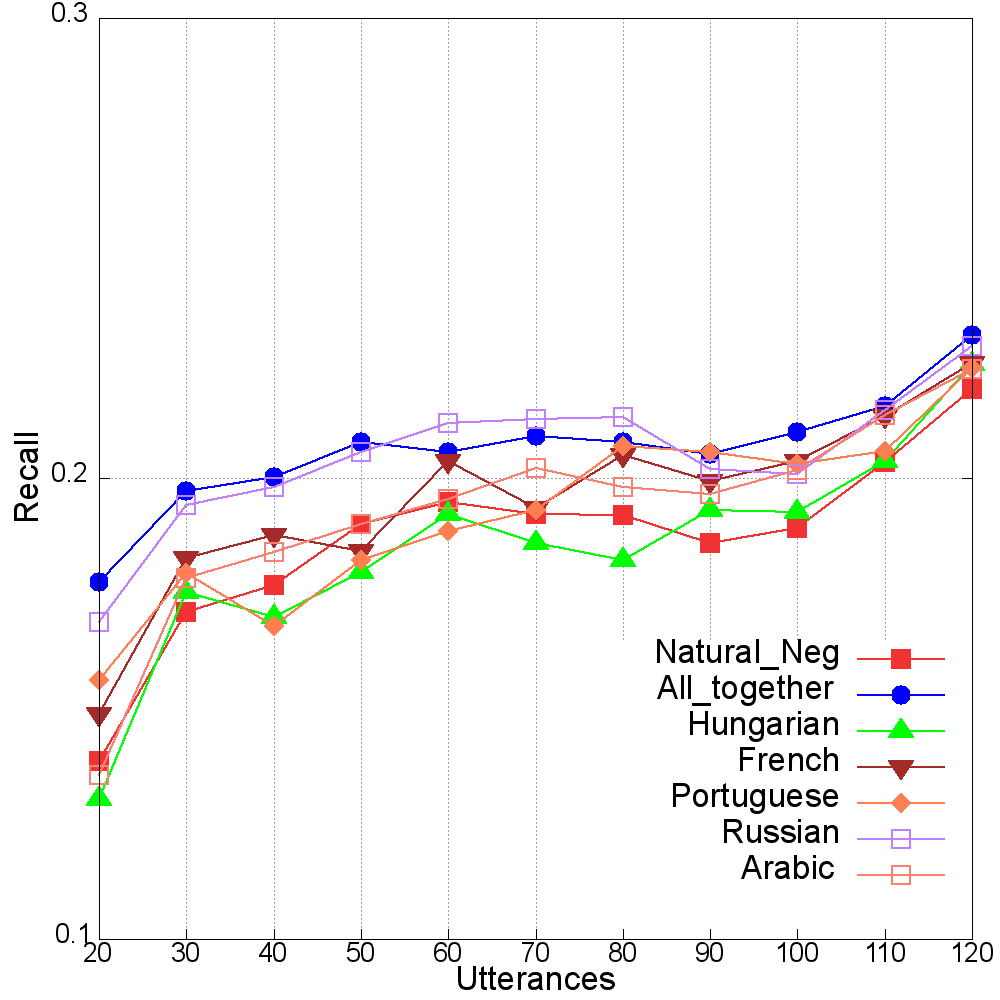 0.3
0.2
0.1
Recall
20 30 40 50 60 70 80 90 100 110 120
Utterances
Natural_Neg
All_together
Hungarian
French
Portuguese
Russian
Arabic